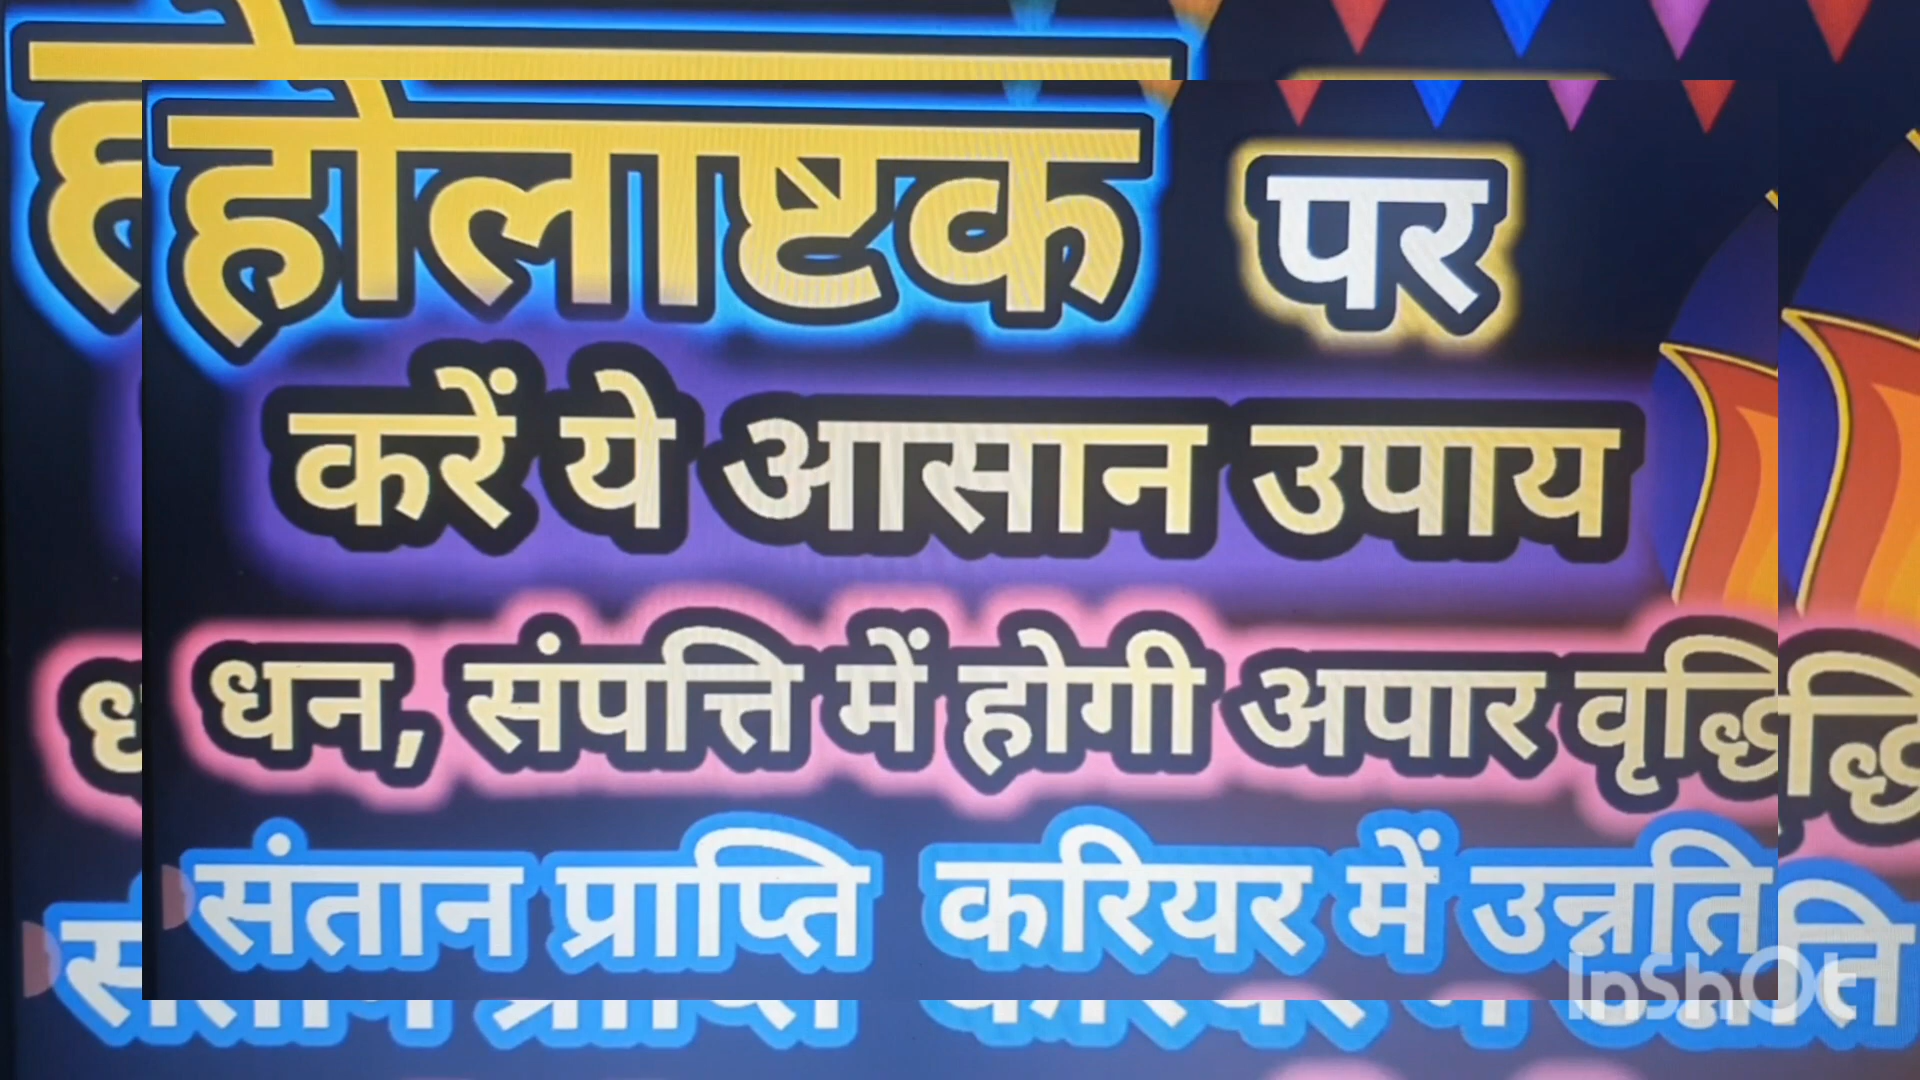 होलाष्टक पर
करें ये आसान उपाय
धन, संपत्ति में होगी अपार वृद्धि
संतान प्राप्ति करियर में उन्नति
InShOt